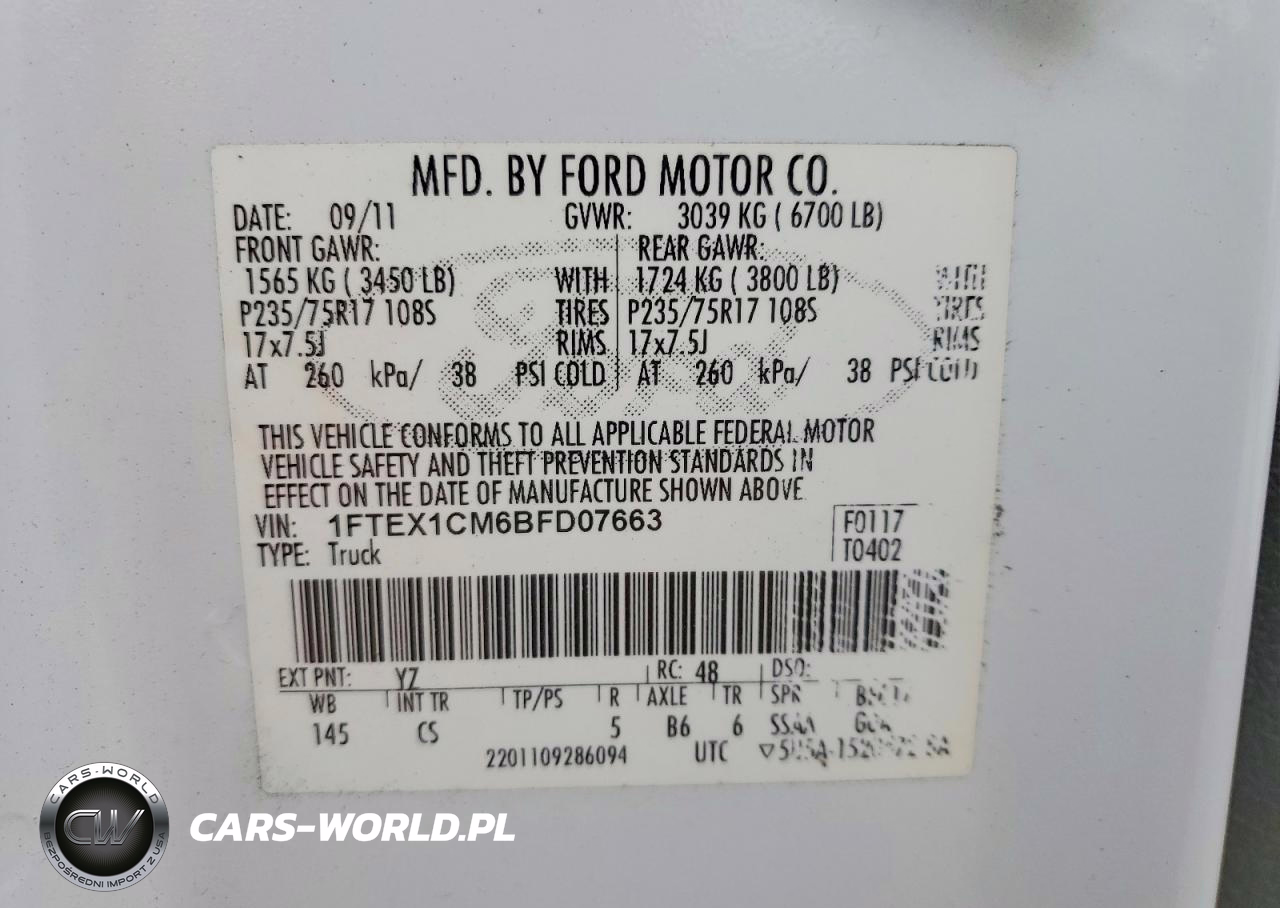 MFD. BY FORD MOTOR CO.
DATE: 09/11 GVWR: 3039 KG ( 6700 LB)
FRONT GAWR: REAR GAWR:
1565 KG ( 3450 LB) WITH 1724 KG ( 3800 LB) WITH
P235/75R17 108S TIRES P235/75R17 108S TIRES
17x7.5J RIMS 17x7.5J RIMS
AT 260 kPa/ 38 PSI COLD AT 260 kPa/ 38 PSI COLD
THIS VEHICLE CONFORMS TO ALL APPLICABLE FEDERAL MOTOR
VEHICLE SAFETY AND THEFT PREVENTION STANDARDS IN
EFFECT ON THE DATE OF MANUFACTURE SHOWN ABOVE
VIN: 1FTEX1CM6BFD07663 F0117
TYPE: Truck T0402
EXT PNT: YZ RC: 48 DSO:
WB INT TR TP/PS R AXLE TR SPR
145 CS 5 B6 6
2201109286094 UTC
CARS-WORLD
CW
BEZPOŚREDNI IMPORT Z USA
CARS-WORLD.PL